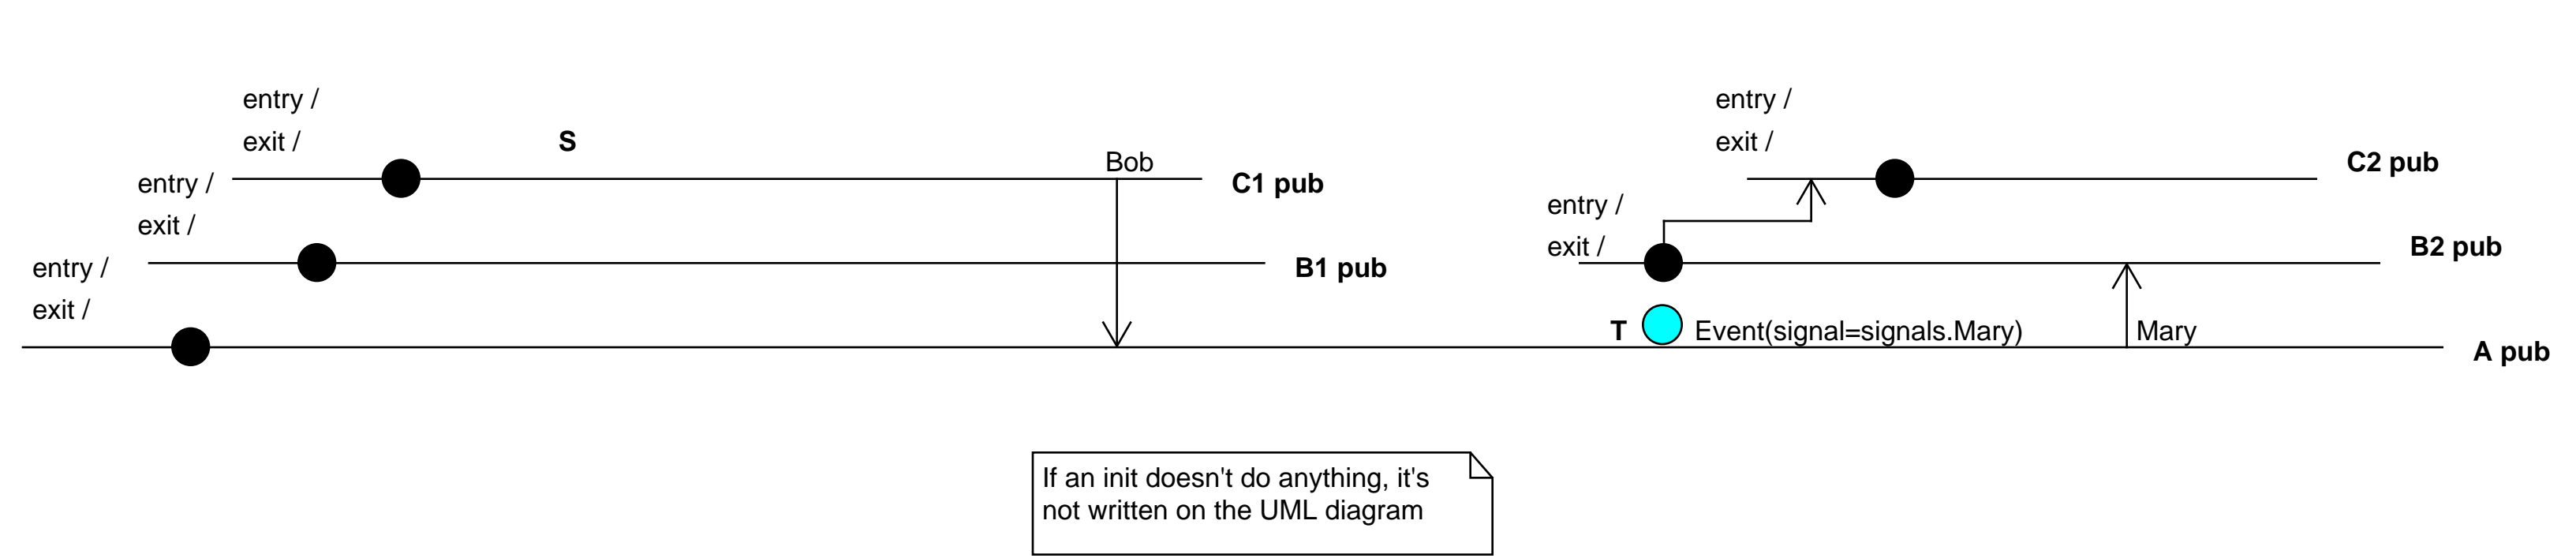 entry /
exit /
S
entry /
exit /
Bob
C1 pub
C2 pub
entry /
exit /
entry /
exit /
B1 pub
B2 pub
entry /
exit /
T
Event(signal=signals.Mary)
Mary
A pub
If an init doesn't do anything, it's
not written on the UML diagram